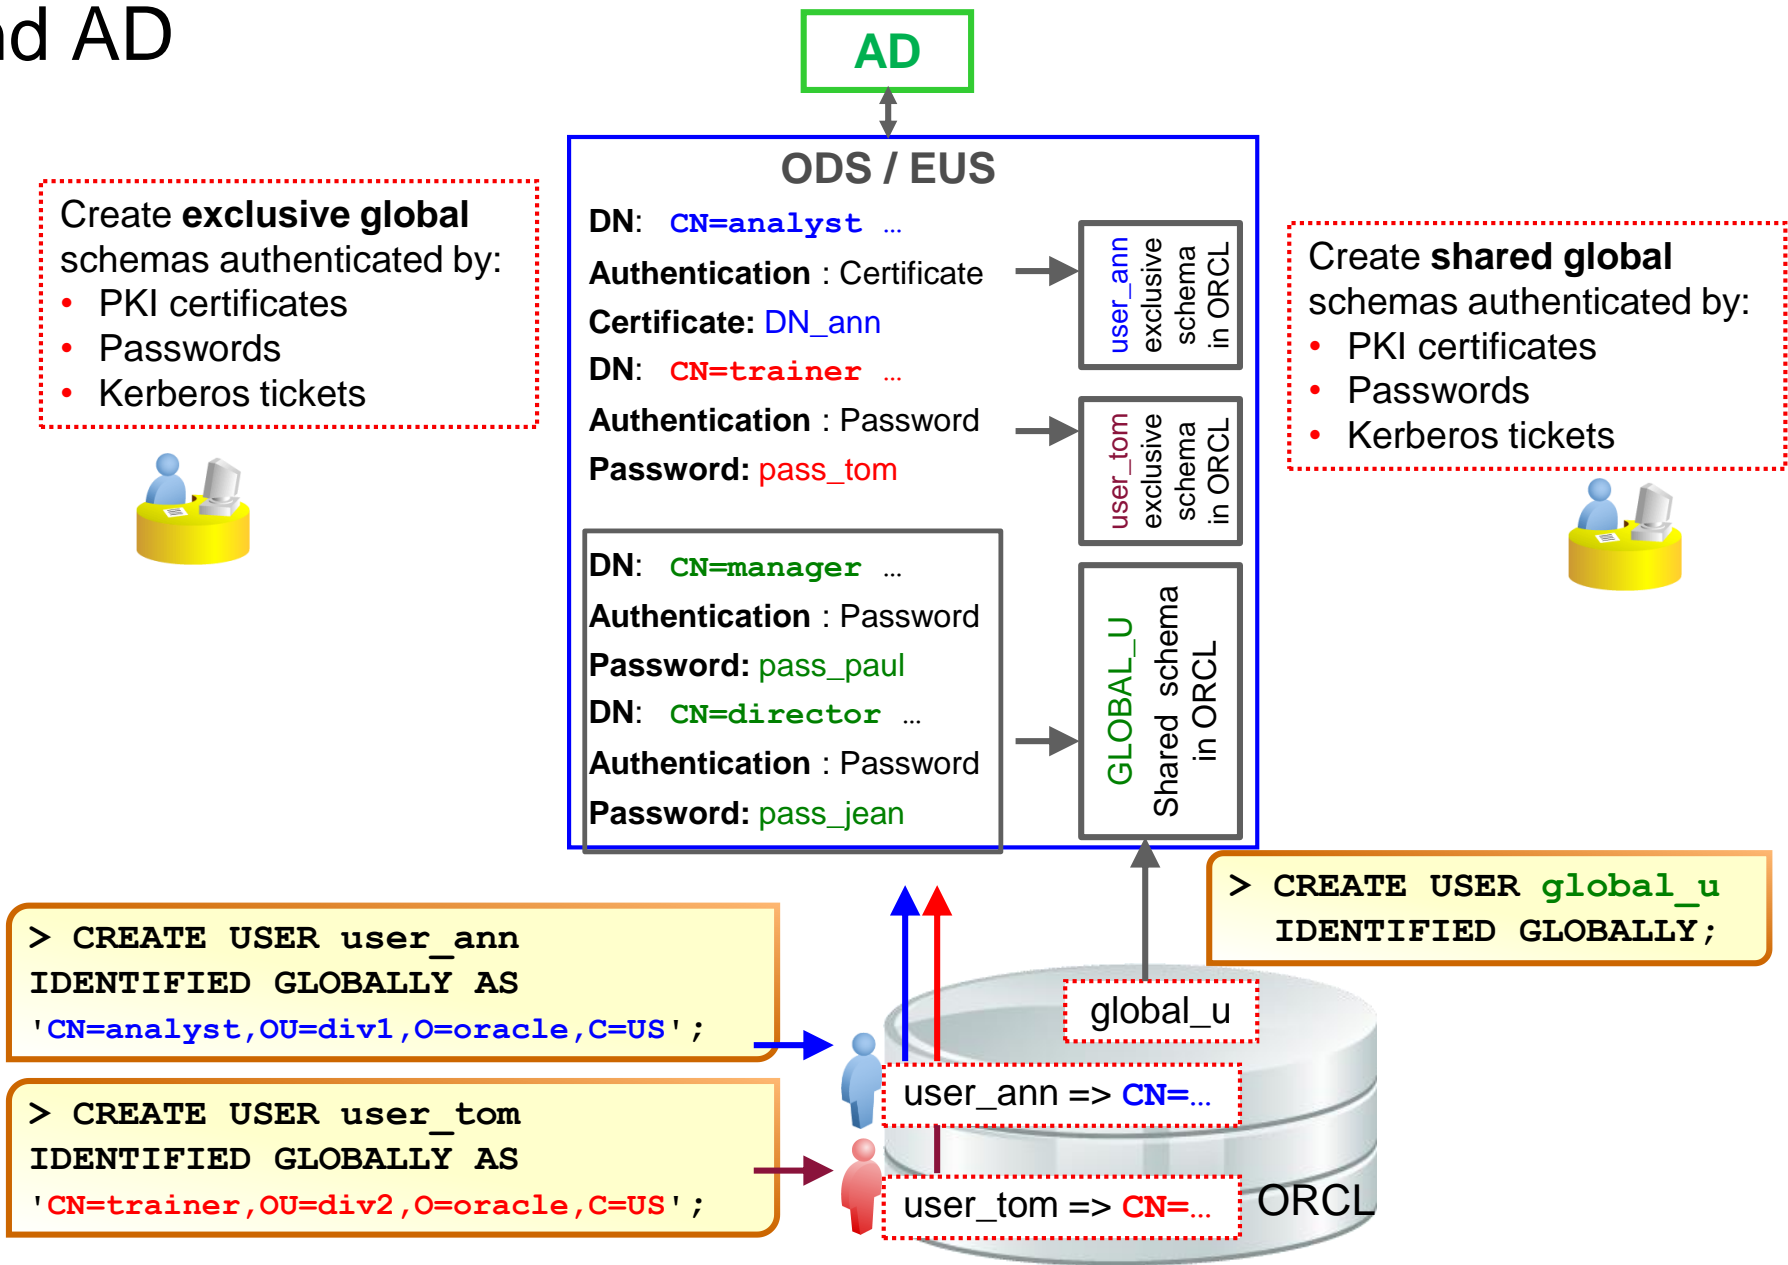 nd AD
AD
ODS / EUS
Create exclusive global
schemas authenticated by:
• PKI certificates
• Passwords
• Kerberos tickets
DN: CN=analyst …
Authentication : Certificate
Certificate: DN_ann
DN: CN=trainer …
Authentication : Password
Password: pass_tom
DN: CN=manager …
Authentication : Password
Password: pass_paul
DN: CN=director …
Authentication : Password
Password: pass_jean
user_ann
exclusive
schema
in ORCL
user_tom
exclusive
schema
in ORCL
GLOBAL_U
Shared schema
in ORCL
Create shared global
schemas authenticated by:
• PKI certificates
• Passwords
• Kerberos tickets
> CREATE USER global_u
IDENTIFIED GLOBALLY;
> CREATE USER user_ann
IDENTIFIED GLOBALLY AS
'CN=analyst,OU=div1,O=oracle,C=US';
> CREATE USER user_tom
IDENTIFIED GLOBALLY AS
'CN=trainer,OU=div2,O=oracle,C=US';
global_u
user_ann => CN=…
user_tom => CN=…
ORCL